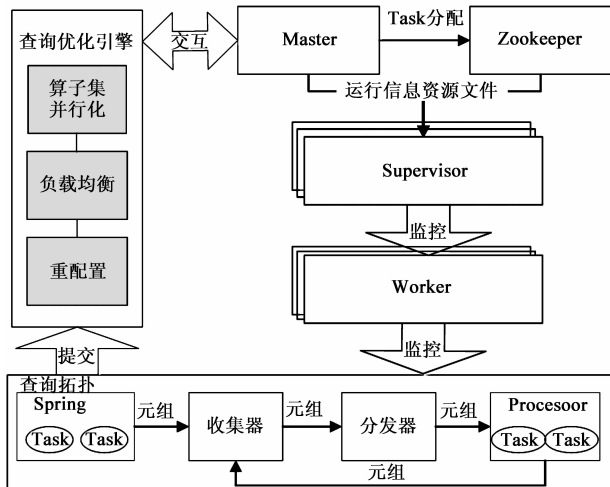 查询优化引擎
算子集
并行化
负载均衡
重配置
交互
Master
Task分配
Zookeeper
运行信息资源文件
Supervisor
监控
Worker
监控
提交
查询拓扑
Spring
Task
Task
元组
收集器
元组
分发器
元组
Procesoor
Task
Task
元组